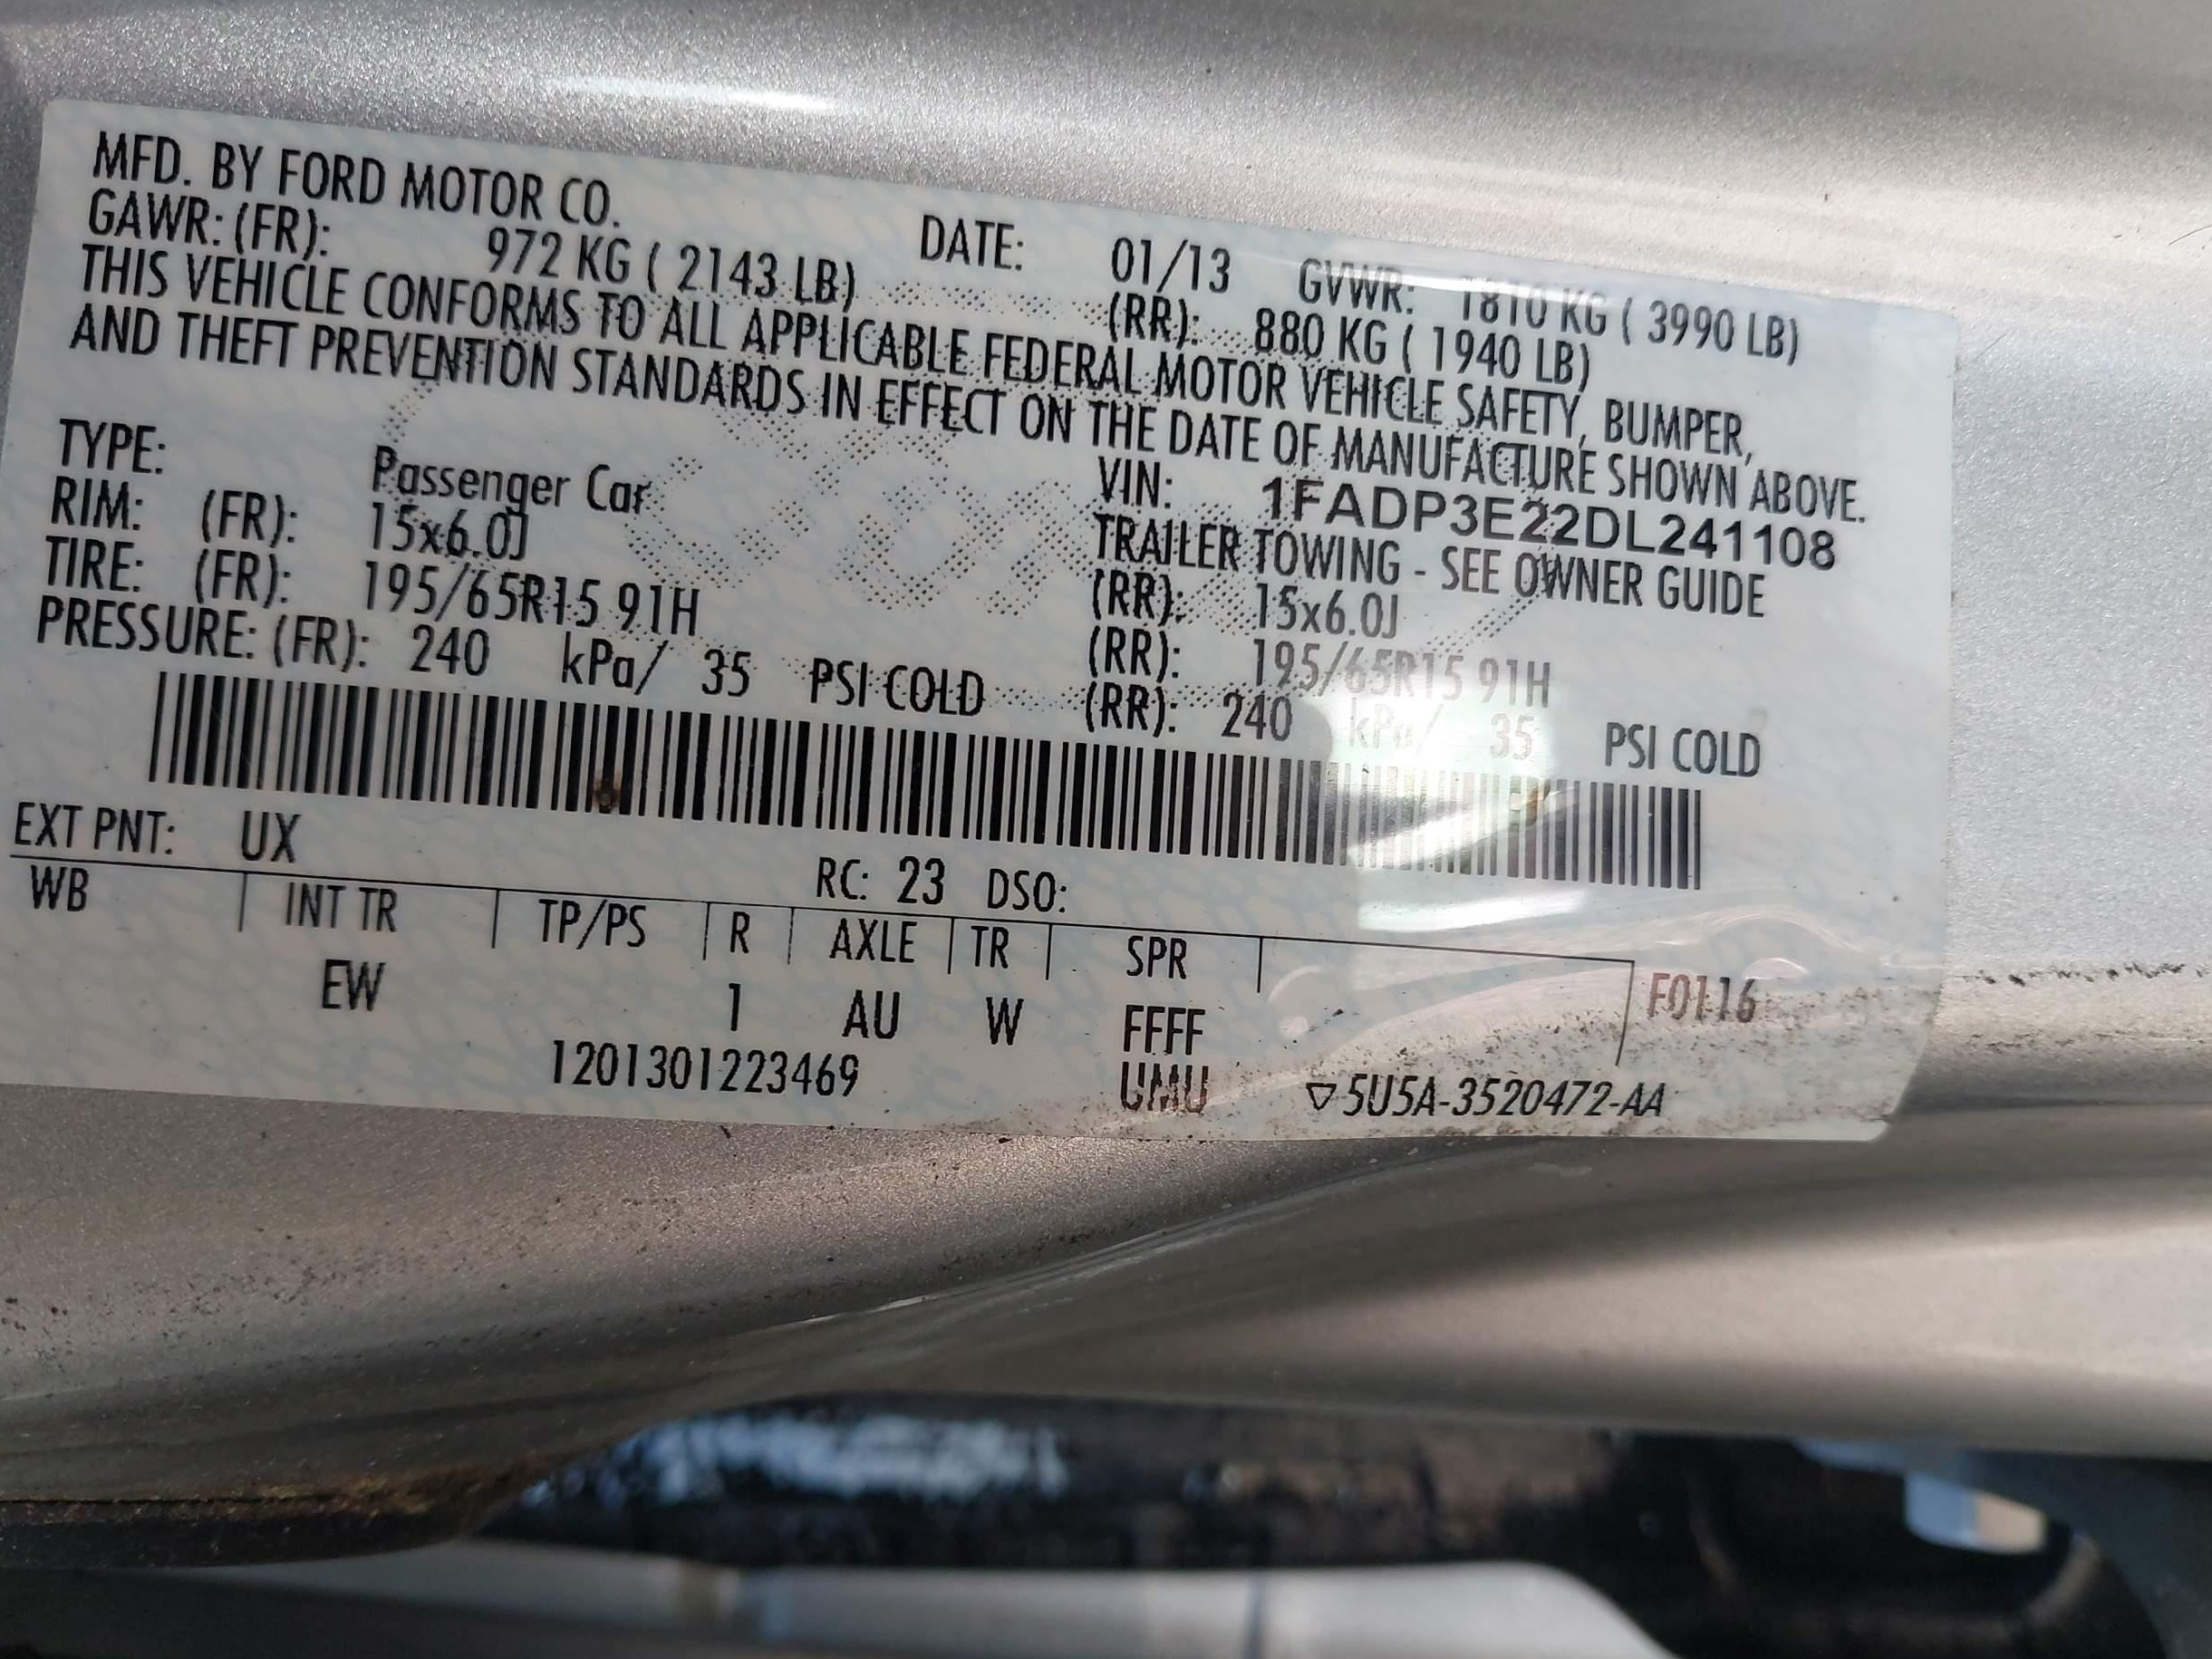 MFD. BY FORD MOTOR CO. DATE: 01/13 GVWR: 1810 KG ( 3990 LB)
GAWR: (FR): 972 KG ( 2143 LB) (RR): 880 KG ( 1940 LB)
THIS VEHICLE CONFORMS TO ALL APPLICABLE FEDERAL MOTOR VEHICLE SAFETY, BUMPER,
AND THEFT PREVENTION STANDARDS IN EFFECT ON THE DATE OF MANUFACTURE SHOWN ABOVE.
VIN: 1FADP3E22DL241108
TYPE: Passenger Car TRAILER TOWING - SEE OWNER GUIDE
RIM: (FR): 15x6.0J (RR): 15x6.0J
TIRE: (FR): 195/65R15 91H (RR): 195/65R15 91H
PRESSURE: (FR): 240 kPa/ 35 PSI COLD (RR): 240 kPa/ 35 PSI COLD
EXT PNT: UX RC: 23 DSO:
WB INT TR TP/PS R AXLE TR SPR F0116
EW 1 AU W FFFF
1201301223469 UMU ▽5U5A-3520472-AA